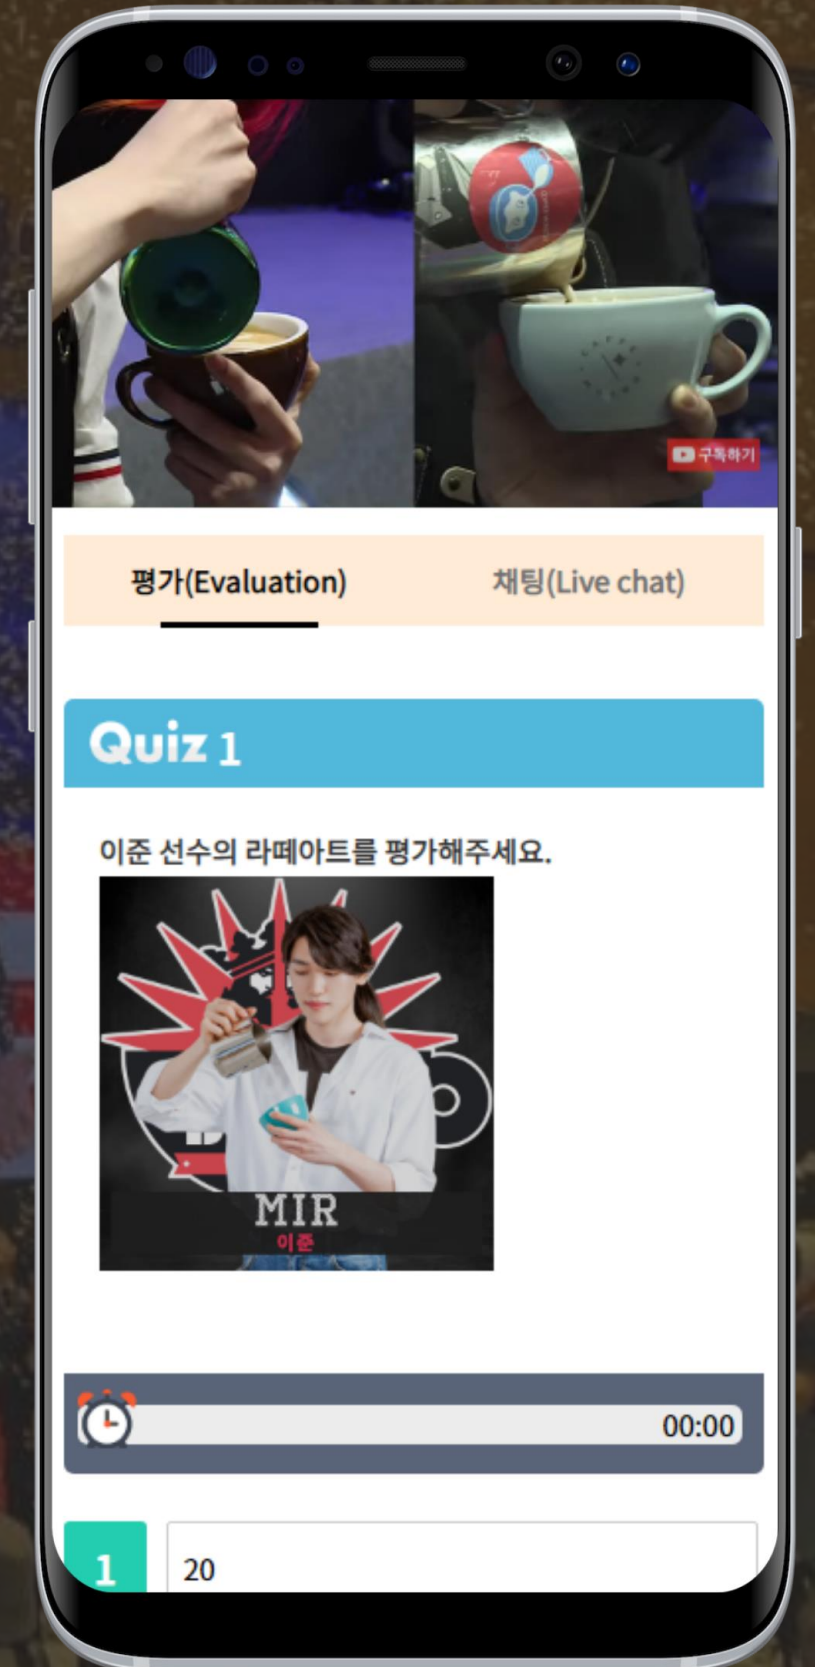 구독하기
평가(Evaluation)
채팅(Live chat)
Quiz 1
이준 선수의 라떼아트를 평가해주세요.
MIR
이준
00:00
1
20